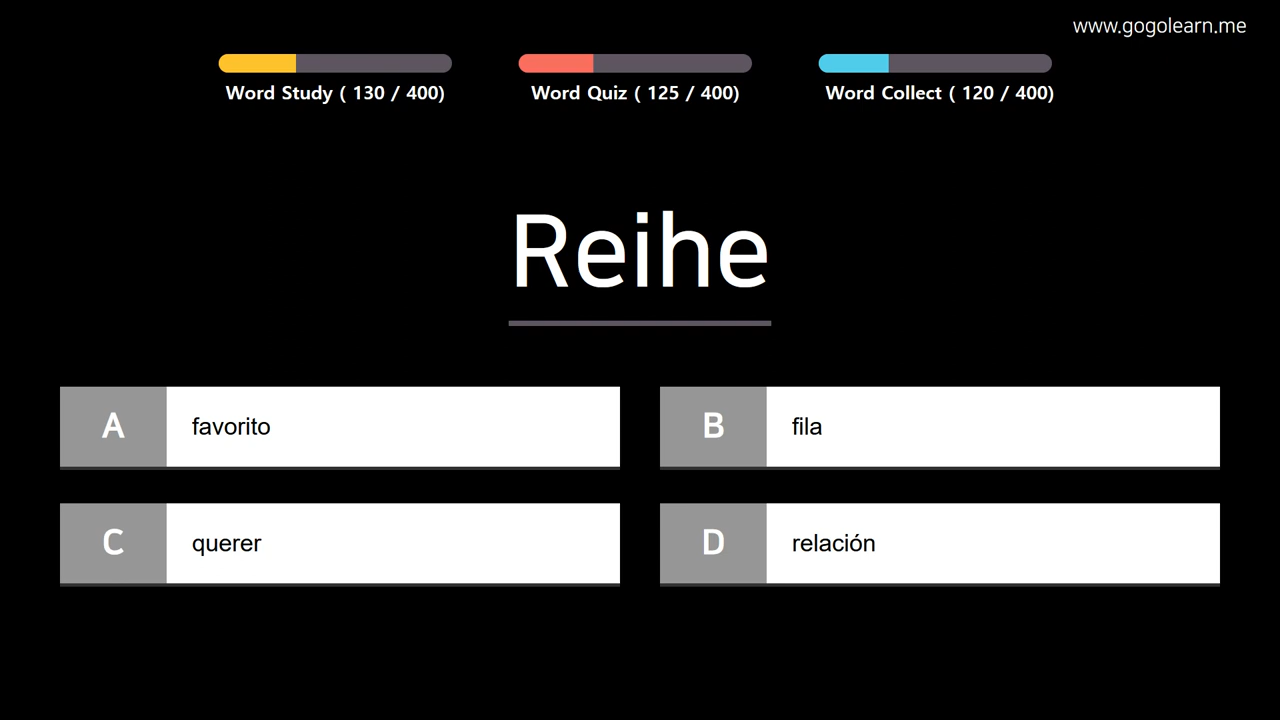 www.gogolearn.me
Word Study ( 130 / 400)
Word Quiz ( 125 / 400)
Word Collect ( 120 / 400)
Reihe
A favorito
B fila
C querer
D relación